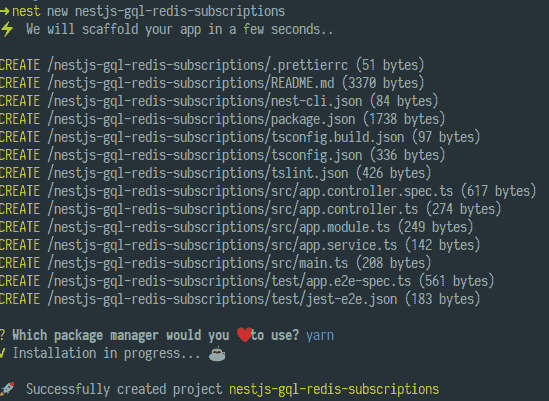 ➜nest new nestjs-gql-redis-subscriptions
⚡ We will scaffold your app in a few seconds..
CREATE /nestjs-gql-redis-subscriptions/.prettierrc (51 bytes)
CREATE /nestjs-gql-redis-subscriptions/README.md (3370 bytes)
CREATE /nestjs-gql-redis-subscriptions/nest-cli.json (84 bytes)
CREATE /nestjs-gql-redis-subscriptions/package.json (1738 bytes)
CREATE /nestjs-gql-redis-subscriptions/tsconfig.build.json (97 bytes)
CREATE /nestjs-gql-redis-subscriptions/tsconfig.json (336 bytes)
CREATE /nestjs-gql-redis-subscriptions/tslint.json (426 bytes)
CREATE /nestjs-gql-redis-subscriptions/src/app.controller.spec.ts (617 bytes)
CREATE /nestjs-gql-redis-subscriptions/src/app.controller.ts (274 bytes)
CREATE /nestjs-gql-redis-subscriptions/src/app.module.ts (249 bytes)
CREATE /nestjs-gql-redis-subscriptions/src/app.service.ts (142 bytes)
CREATE /nestjs-gql-redis-subscriptions/src/main.ts (208 bytes)
CREATE /nestjs-gql-redis-subscriptions/test/app.e2e-spec.ts (561 bytes)
CREATE /nestjs-gql-redis-subscriptions/test/jest-e2e.json (183 bytes)
? Which package manager would you ❤️to use? yarn
√ Installation in progress... ☕
🚀 Successfully created project nestjs-gql-redis-subscriptions